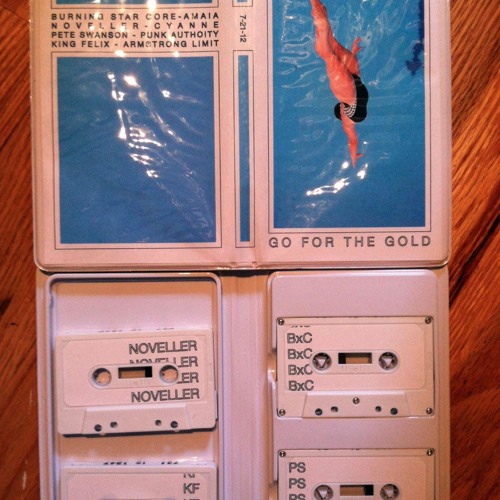 BURNING STAR CORE-AMAIA
NOVELLER - CYANNE
PETE SWANSON - PUNK AUTHOITY
KING FELIX - ARMSTRONG LIMIT
7-21-12
GO FOR THE GOLD
NOVELLER
NOVELLER
NOVELLER
NOVELLER
BxC
BxC
BxC
BxC
KF
PS
PS
PS